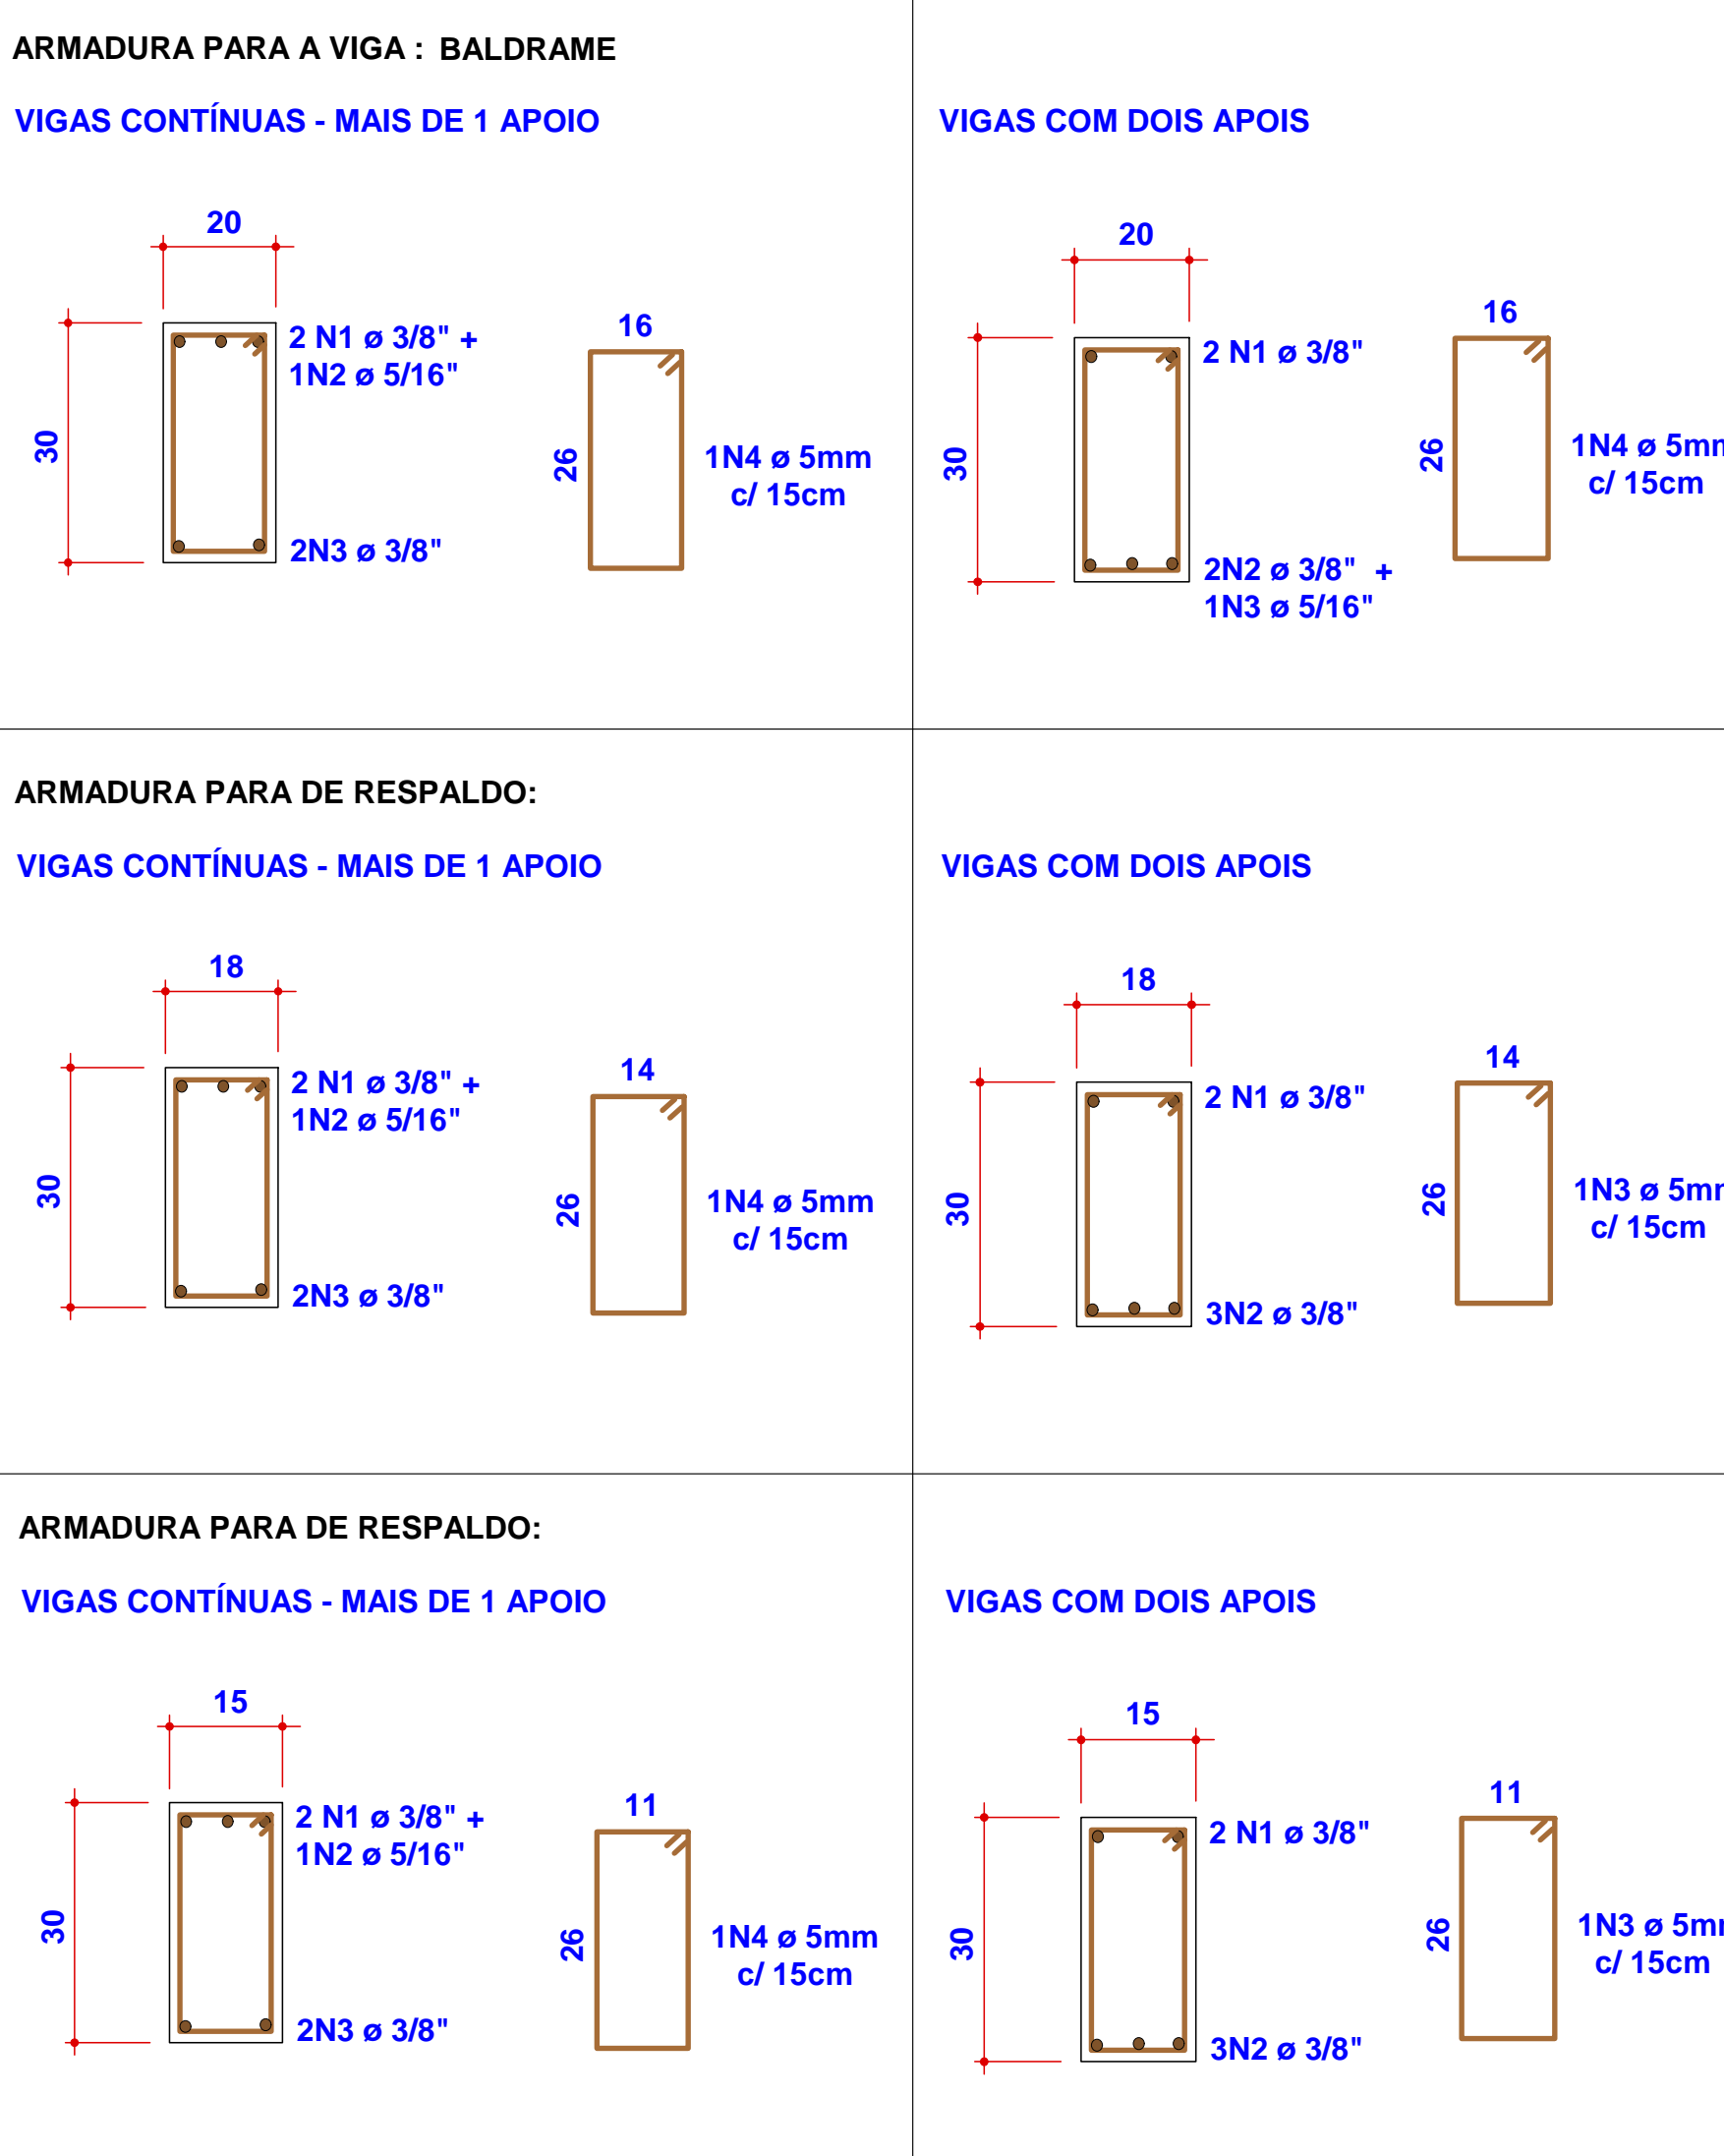 ARMADURA PARA A VIGA : BALDRAME
VIGAS CONTÍNUAS - MAIS DE 1 APOIO
20
30
2 N1 ø 3/8" +
1N2 ø 5/16"
2N3 ø 3/8"
16
26
1N4 ø 5mm
c/ 15cm
VIGAS COM DOIS APOIS
20
30
2 N1 ø 3/8"
2N2 ø 3/8" +
1N3 ø 5/16"
16
26
1N4 ø 5m
c/ 15cm
ARMADURA PARA DE RESPALDO:
VIGAS CONTÍNUAS - MAIS DE 1 APOIO
18
30
2 N1 ø 3/8" +
1N2 ø 5/16"
2N3 ø 3/8"
14
26
1N4 ø 5mm
c/ 15cm
VIGAS COM DOIS APOIS
18
30
2 N1 ø 3/8"
3N2 ø 3/8"
14
26
1N3 ø 5m
c/ 15cm
ARMADURA PARA DE RESPALDO:
VIGAS CONTÍNUAS - MAIS DE 1 APOIO
15
30
2 N1 ø 3/8" +
1N2 ø 5/16"
2N3 ø 3/8"
11
26
1N4 ø 5mm
c/ 15cm
VIGAS COM DOIS APOIS
15
30
2 N1 ø 3/8"
3N2 ø 3/8"
11
26
1N3 ø 5m
c/ 15cm